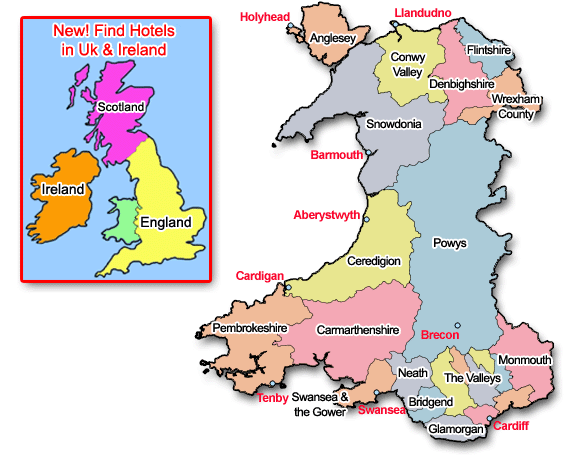 New! Find Hotels
in Uk & Ireland
Scotland
Ireland
England
Holyhead
Anglesey
Llandudno
Conwy
Valley
Flintshire
Denbighshire
Wrexham
County
Snowdonia
Barmouth
Aberystwyth
Powys
Ceredigion
Cardigan
Pembrokeshire
Carmarthenshire
Brecon
Monmouth
Neath
The Valleys
Tenby
Swansea &
the Gower
Swansea
Bridgend
Glamorgan
Cardiff